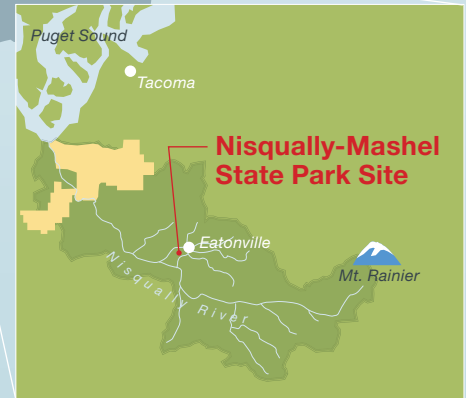 Puget Sound
Tacoma
Nisqually-Mashel
State Park Site
Eatonville
Mt. Rainier
Nisqually River